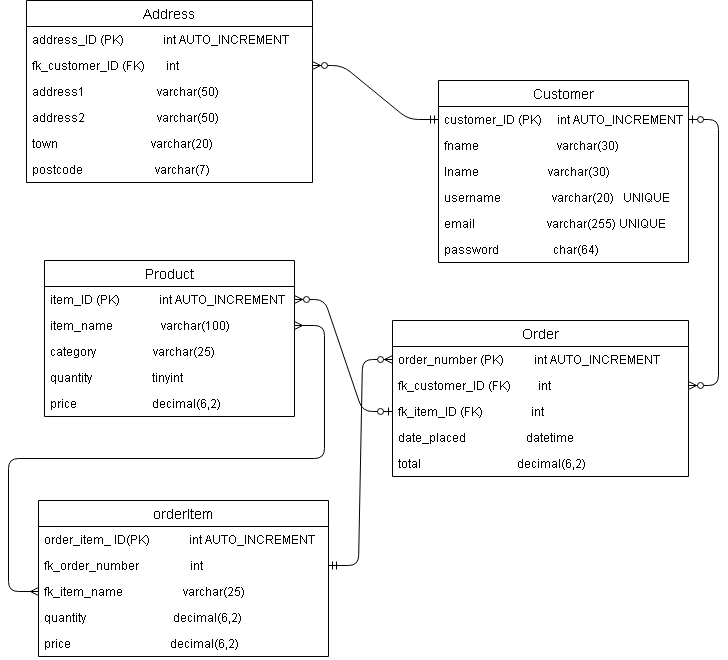 Address
address_ID (PK) int AUTO_INCREMENT
fk_customer_ID (FK) int
address1 varchar(50)
address2 varchar(50)
town varchar(20)
postcode varchar(7)
Customer
customer_ID (PK) int AUTO_INCREMENT
fname varchar(30)
lname varchar(30)
username varchar(20) UNIQUE
email varchar(255) UNIQUE
password char(64)
Product
item_ID (PK) int AUTO_INCREMENT
item_name varchar(100)
category varchar(25)
quantity tinyint
price decimal(6,2)
Order
order_number (PK) int AUTO_INCREMENT
fk_customer_ID (FK) int
fk_item_ID (FK) int
date_placed datetime
total decimal(6,2)
orderItem
order_item_ ID(PK) int AUTO_INCREMENT
fk_order_number int
fk_item_name varchar(25)
quantity decimal(6,2)
price decimal(6,2)